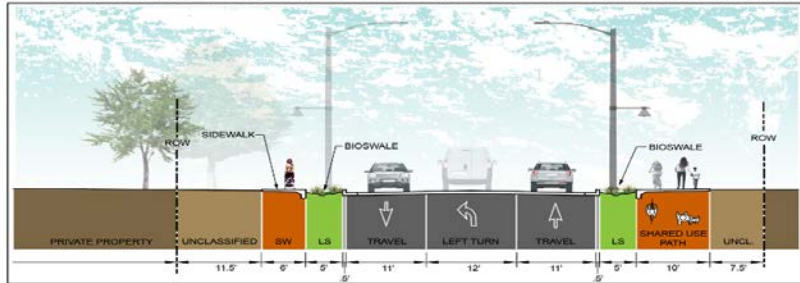 SIDEWALK
ROW
BIOSWALE
BIOSWALE
ROW
PRIVATE PROPERTY
UNCLASSIFIED
SW
LS
TRAVEL
LEFT TURN
TRAVEL
LS
SHARED USE
PATH
UNCL.
11.5'
6'
5'
.5'
11'
12'
11'
.5'
5'
10'
7.5'